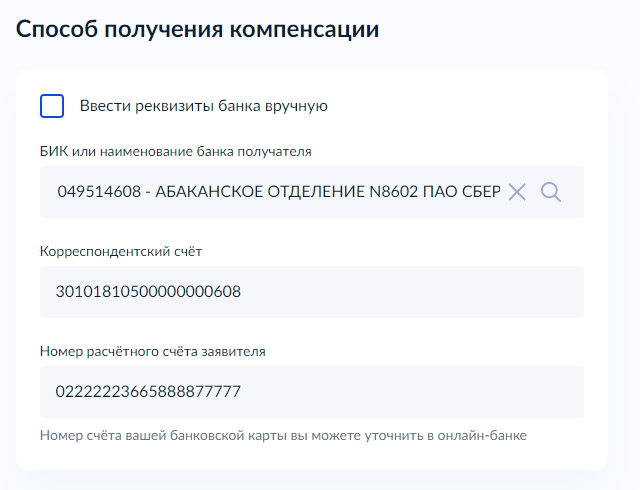 Способ получения компенсации
Ввести реквизиты банка вручную
БИК или наименование банка получателя
049514608 - АБАКАНСКОЕ ОТДЕЛЕНИЕ N8602 ПАО СБЕР
Корреспондентский счёт
30101810500000000608
Номер расчётного счёта заявителя
02222223665888877777
Номер счёта вашей банковской карты вы можете уточнить в онлайн-банке